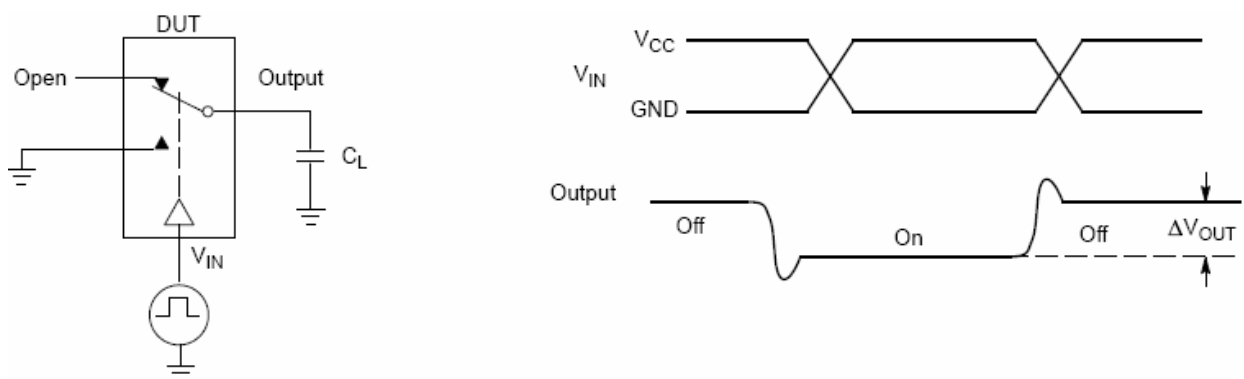 DUT
Open
Output
C_L
V_IN
V_CC
V_IN
GND
Output
Off
On
Off
ΔV_OUT